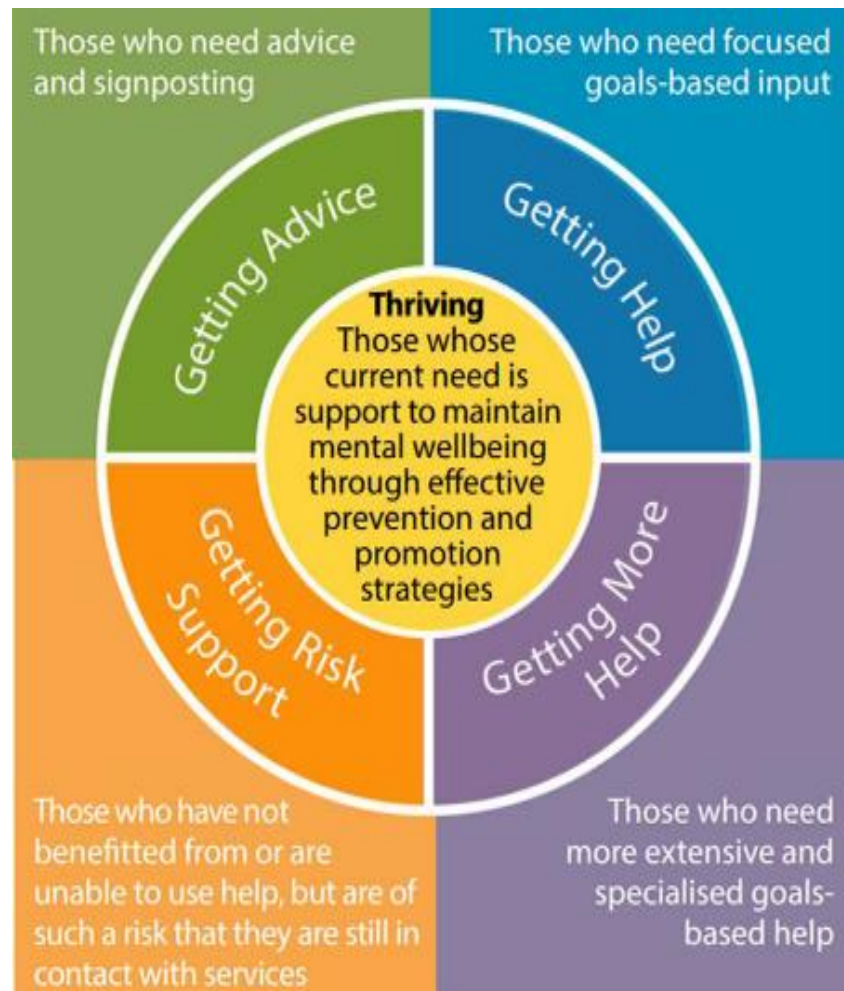 Those who need advice
and signposting
Those who need focused
goals-based input
Getting Advice
Getting Help
Thriving
Those whose
current need is
support to maintain
mental wellbeing
through effective
prevention and
promotion
strategies
Getting Risk
Support
Getting More
Help
Those who have not
benefitted from or are
unable to use help, but are of
such a risk that they are still in
contact with services
Those who need
more extensive and
specialised goals-
based help